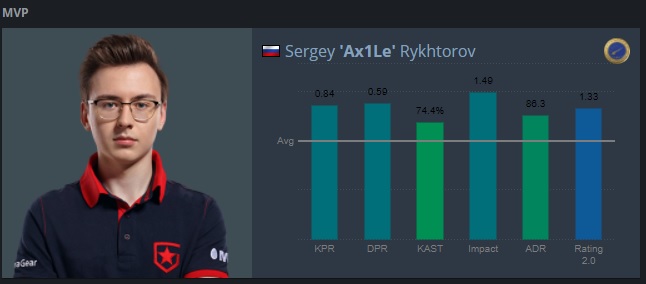 MVP
Sergey 'Ax1Le' Rykhtorov
0.84
0.59
74.4%
1.49
86.3
1.33
Avg
KPR
DPR
KAST
Impact
ADR
Rating
2.0
aGear